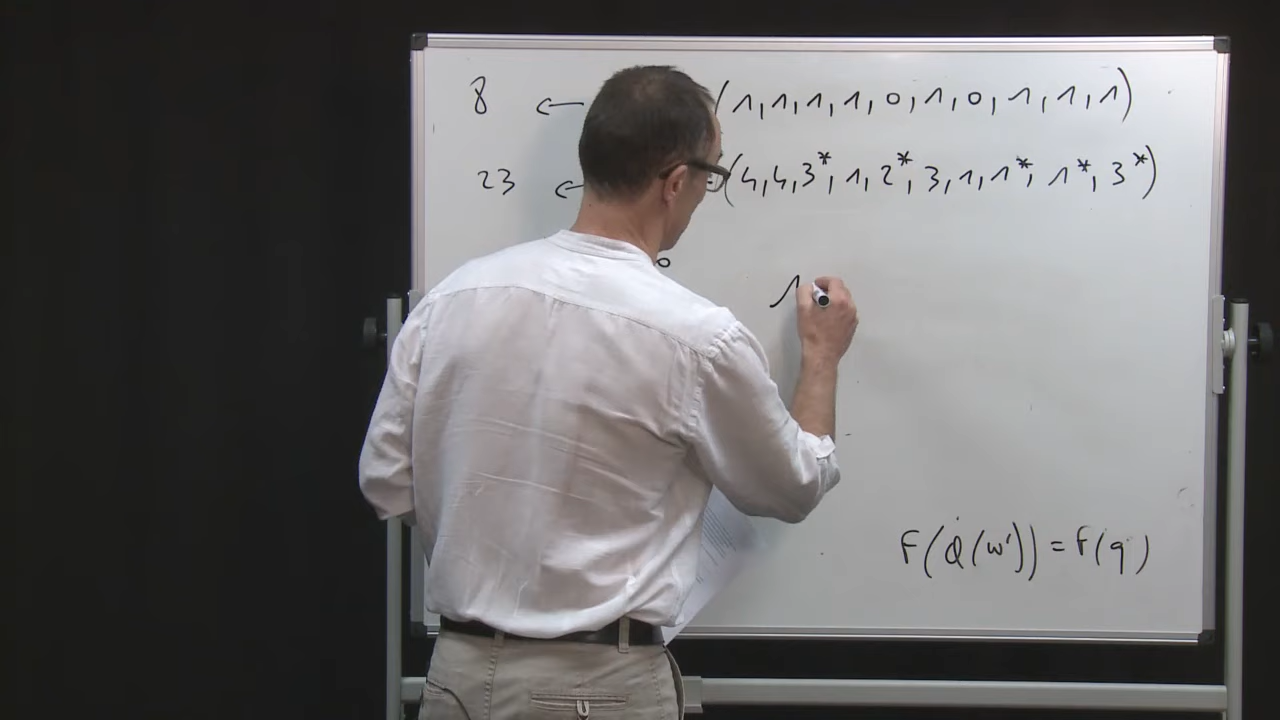 8 ← (1,1,1,1,0,1,0,1,1,1)
23 ← =(4,4,3*,1,2*,3,1,1*,1*,3*)
0 1
F(Q(w'))=F(q)